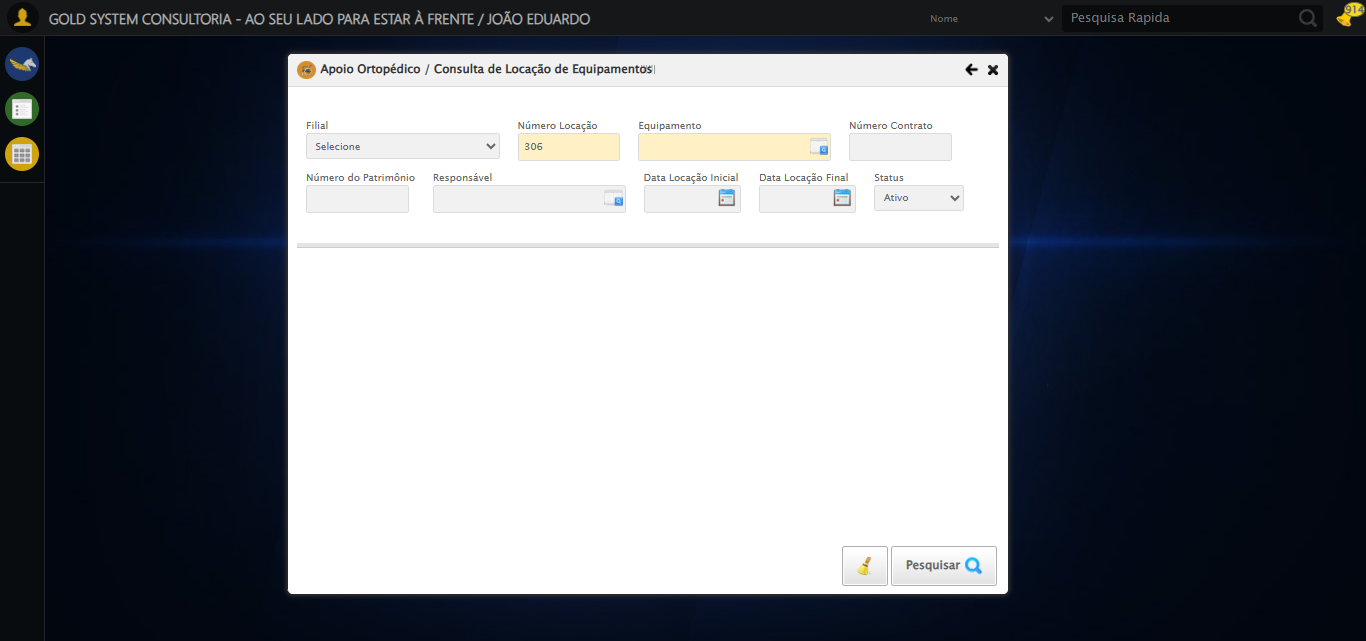 GOLD SYSTEM CONSULTORIA - AO SEU LADO PARA ESTAR À FRENTE / JOÃO EDUARDO
Nome
Pesquisa Rapida
914
Apoio Ortopédico / Consulta de Locação de Equipamento
Filial
Número Locação
Equipamento
Número Contrato
Selecione
306
Número do Patrimônio
Responsável
Data Locação Inicial
Data Locação Final
Status
Ativo
Pesquisar